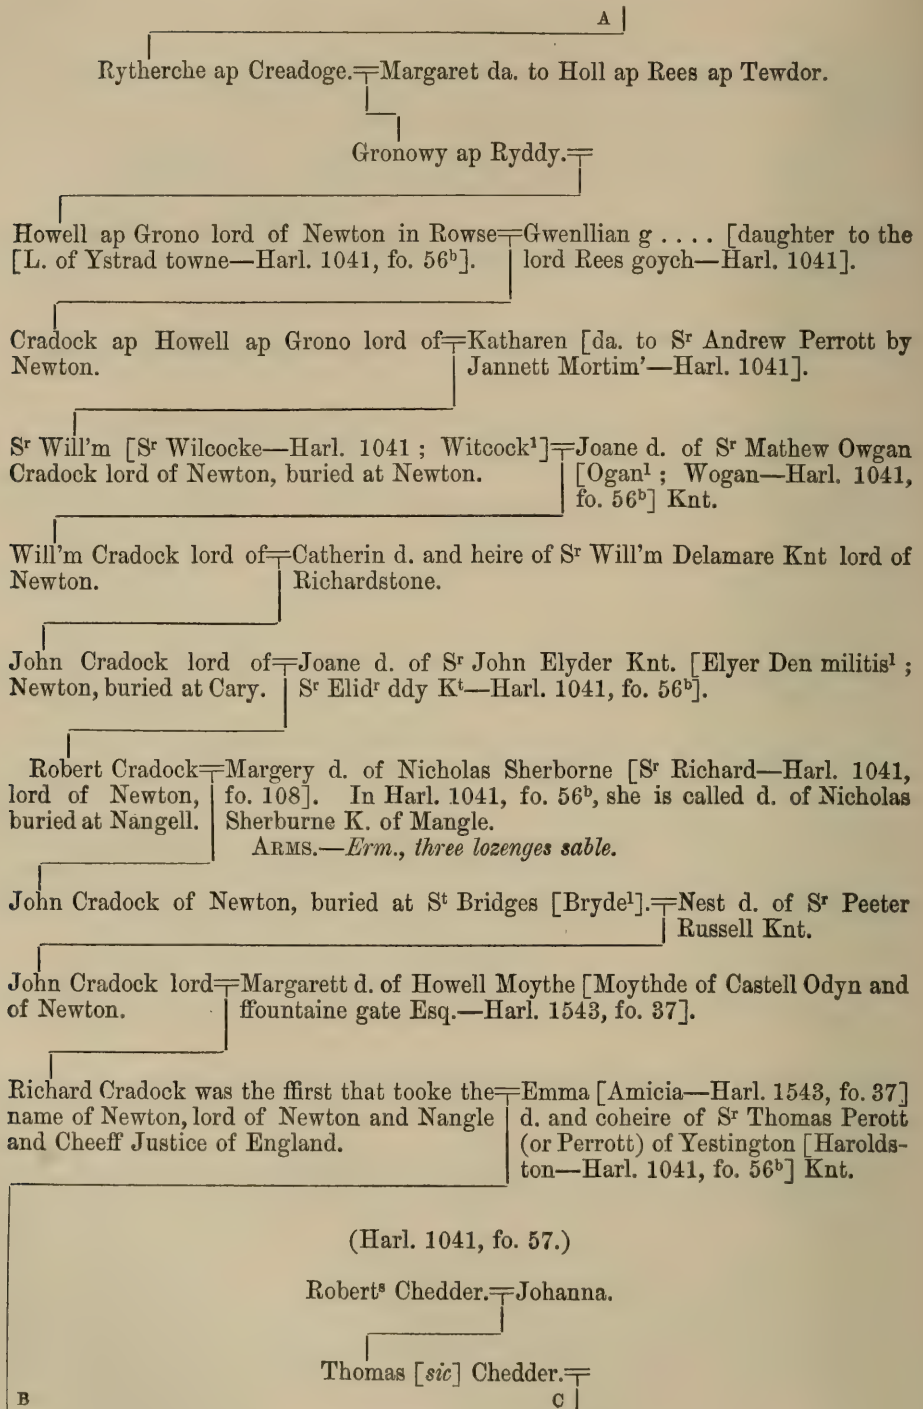 A
Rytherche ap Creadoge.=Margaret da. to Holl ap Rees ap Tewdor.
Gronowy ap Ryddy.=
Howell ap Grono lord of Newton in Rowse=Gwenllian g . . . . [daughter to the
[L. of Ystrad towne—Harl. 1041, fo. 56ᵇ]. lord Rees goych—Harl. 1041].
Cradock ap Howell ap Grono lord of=Katharen [da. to Sʳ Andrew Perrott by
Newton. Jannett Mortim'—Harl. 1041].
Sʳ Will'm [Sʳ Wilcocke—Harl. 1041 ; Witcock¹]=Joane d. of Sʳ Mathew Owgan
Cradock lord of Newton, buried at Newton. [Ogan¹ ; Wogan—Harl. 1041,
fo. 56ᵇ] Knt.
Will'm Cradock lord of=Catherin d. and heire of Sʳ Will'm Delamare Knt lord of
Newton. Richardstone.
John Cradock lord of=Joane d. of Sʳ John Elyder Knt. [Elyer Den militis¹ ;
Newton, buried at Cary. Sʳ Elidʳ ddy Kᵗ—Harl. 1041, fo. 56ᵇ].
Robert Cradock=Margery d. of Nicholas Sherborne [Sʳ Richard—Harl. 1041,
lord of Newton, fo. 108]. In Harl. 1041, fo. 56ᵇ, she is called d. of Nicholas
buried at Nangell. Sherburne K. of Mangle.
ARMS.—Erm., three lozenges sable.
John Cradock of Newton, buried at Sᵗ Bridges [Bryde¹].=Nest d. of Sʳ Peeter
Russell Knt.
John Cradock lord=Margarett d. of Howell Moythe [Moythde of Castell Odyn and
of Newton. ffountaine gate Esq.—Harl. 1543, fo. 37].
Richard Cradock was the ffirst that tooke the=Emma [Amicia—Harl. 1543, fo. 37]
name of Newton, lord of Newton and Nangle d. and coheire of Sʳ Thomas Perott
and Cheeff Justice of England. (or Perrott) of Yestington [Harolds-
ton—Harl. 1041, fo. 56ᵇ] Knt.
(Harl. 1041, fo. 57.)
Robertˢ Chedder.=Johanna.
Thomas [sic] Chedder.=
B C